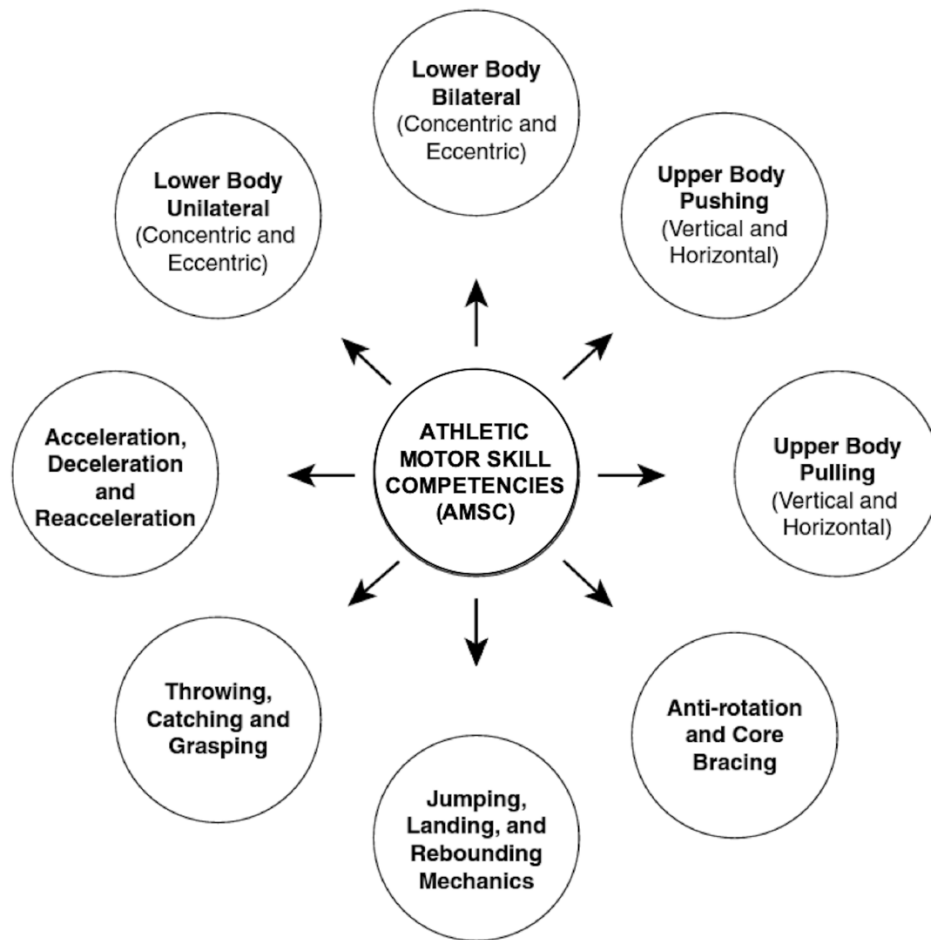 Lower Body
Bilateral
(Concentric and
Eccentric)
Upper Body
Pushing
(Vertical and
Horizontal)
Upper Body
Pulling
(Vertical and
Horizontal)
Anti-rotation
and Core
Bracing
Jumping,
Landing, and
Rebounding
Mechanics
Throwing,
Catching and
Grasping
Acceleration,
Deceleration
and
Reacceleration
Lower Body
Unilateral
(Concentric and
Eccentric)
ATHLETIC
MOTOR SKILL
COMPETENCIES
(AMSC)